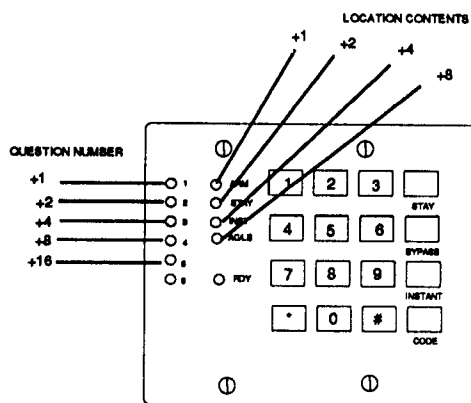 LOCATION CONTENTS
+1
+2
+4
+8
QUESTION NUMBER
+1
+2
+4
+8
+16
1
2
3
4
5
6
ARM
STAY
INST
RDY
1 2 3
STAY
4 5 6
BYPASS
7 8 9
INSTANT
* 0 #
CODE